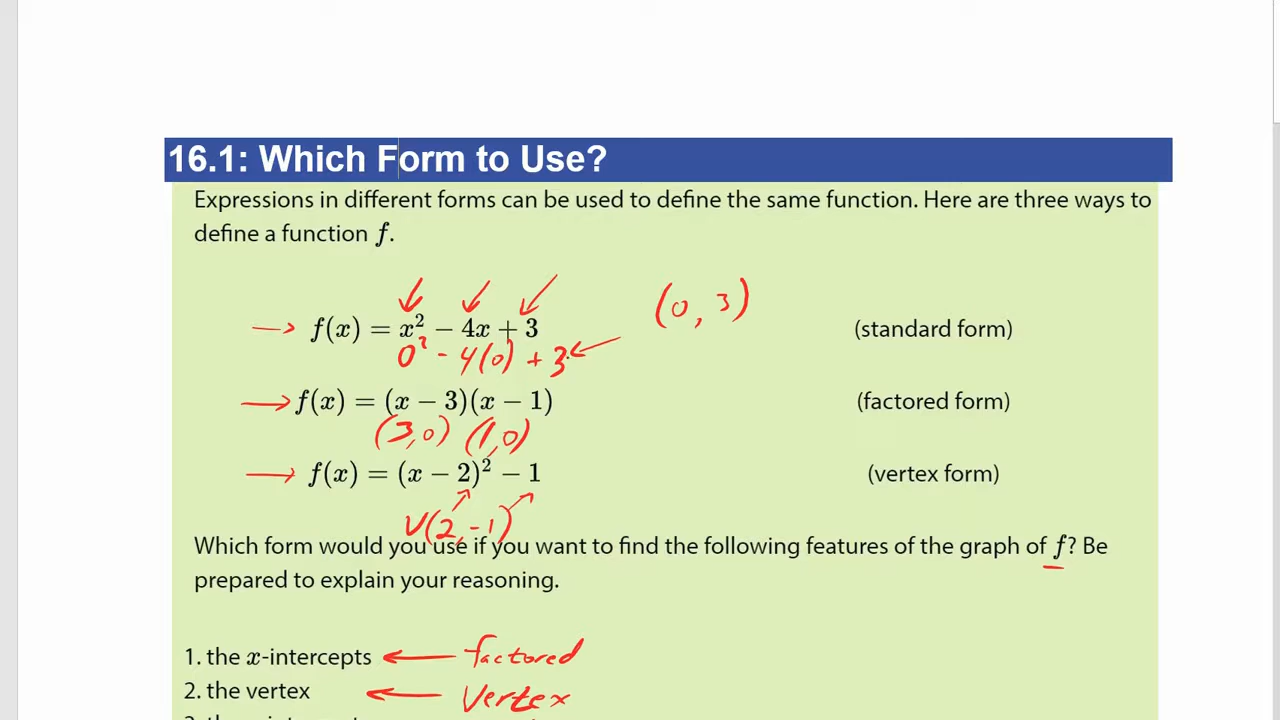 16.1: Which Form to Use?
Expressions in different forms can be used to define the same function. Here are three ways to
define a function f.
(0, 3)
→ f(x) = x² − 4x + 3 (standard form)
0² - 4(0) + 3 ←
→ f(x) = (x − 3)(x − 1) (factored form)
(3,0) (1,0)
→ f(x) = (x − 2)² − 1 (vertex form)
V(2, -1)
Which form would you use if you want to find the following features of the graph of f? Be
prepared to explain your reasoning.
1. the x-intercepts ← factored
2. the vertex ← Vertex